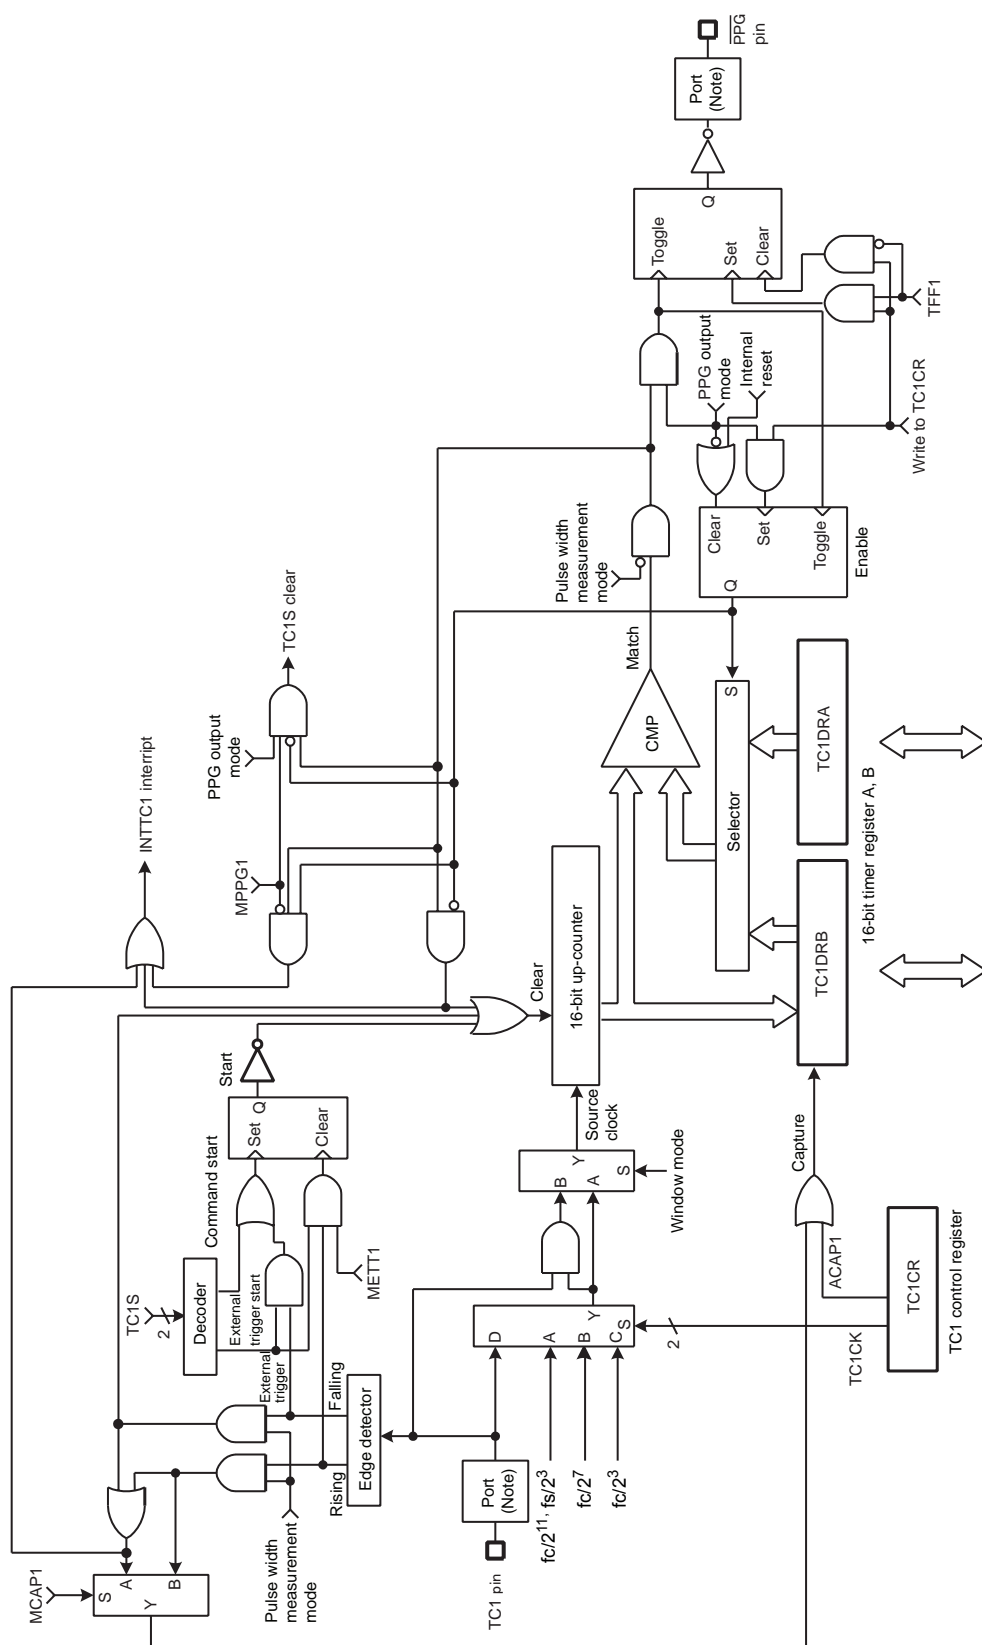 MCAP1
S
A
B
Y
Pulse width
measurement
mode
TC1S
2
Decoder
Command start
External
trigger start
External
trigger
METT1
Falling
Rising
Edge detector
Set
Q
Clear
Start
INTTC1 interript
MPPG1
PPG output
mode
TC1S clear
TC1 pin
Port
(Note)
fc/2¹¹, fs/2³
fc/2⁷
fc/2³
D
A
B
C
S
Y
B
A
Y
S
Window mode
Source
clock
Clear
16-bit up-counter
CMP
Match
Pulse width
measurement
mode
Selector
S
TC1DRB
TC1DRA
16-bit timer register A, B
Capture
ACAP1
TC1CK
2
TC1CR
TC1 control register
Q
Clear
Set
Toggle
Enable
PPG output
mode
Internal
reset
Write to TC1CR
TFF1
Toggle
Set
Clear
Q
Port
(Note)
PPG
pin